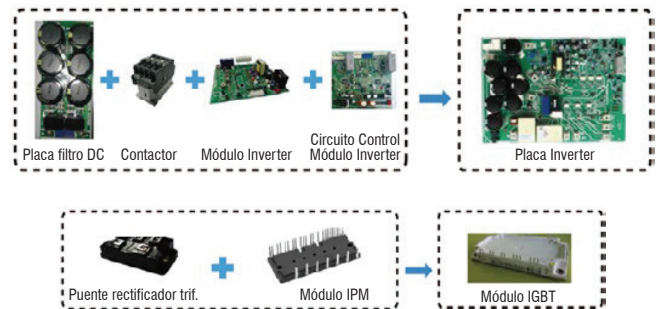 Placa filtro DC
Contactor
Módulo Inverter
Circuito Control
Módulo Inverter
Placa Inverter
Puente rectificador trif.
Módulo IPM
Módulo IGBT